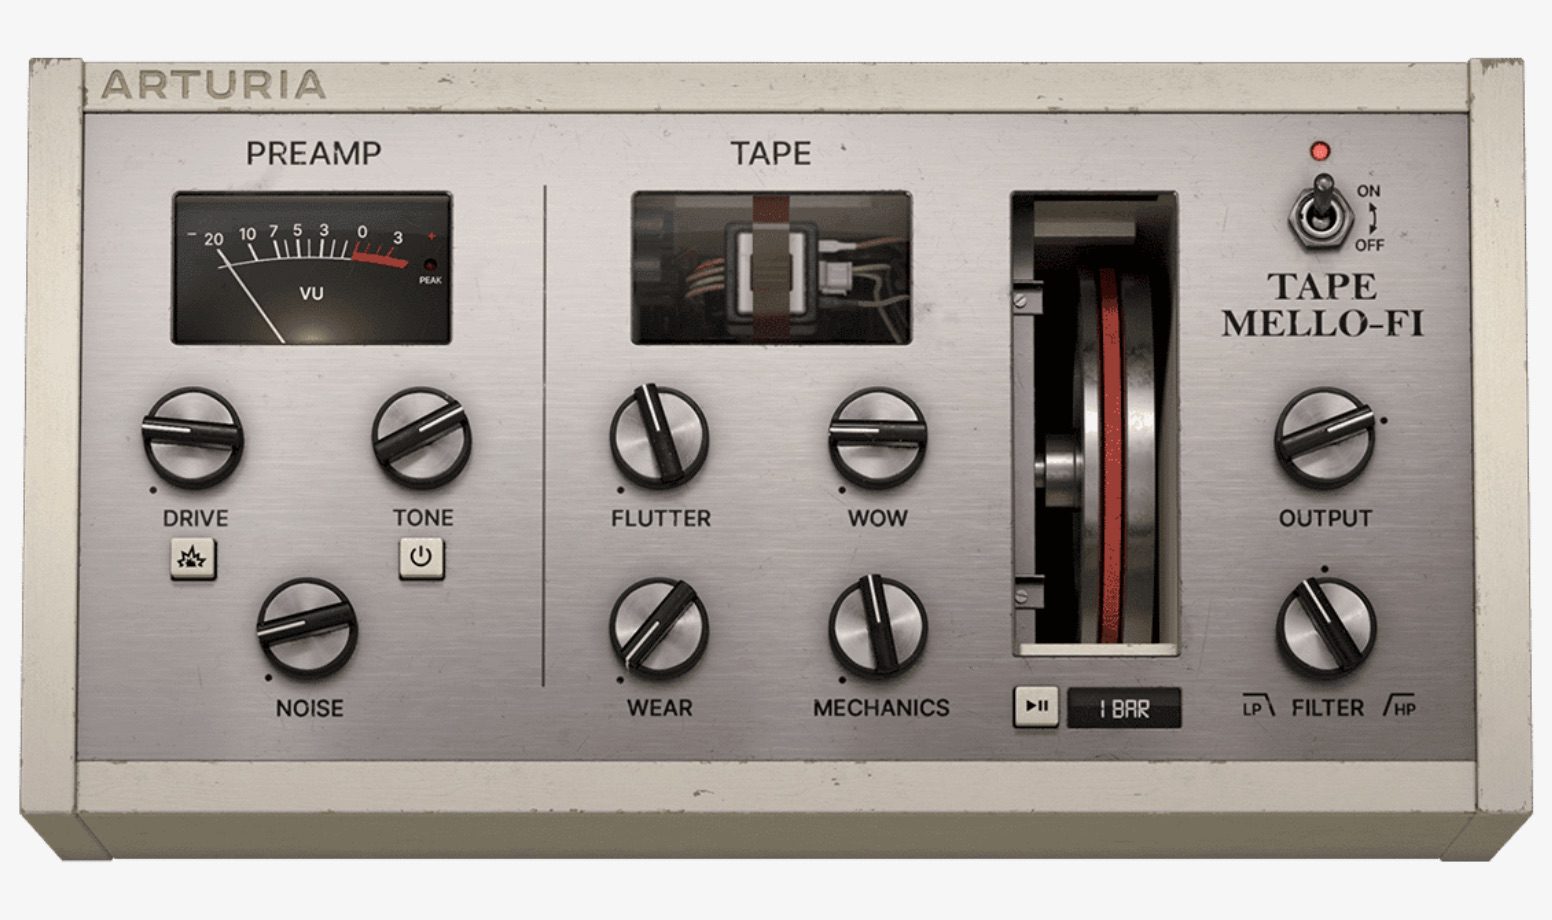 ARTURIA
PREAMP
TAPE
- 20 10 7 5 3 0 3 +
PEAK
VU
ON
OFF
TAPE
MELLO-FI
DRIVE
TONE
FLUTTER
WOW
OUTPUT
NOISE
WEAR
MECHANICS
1 BAR
LP FILTER HP